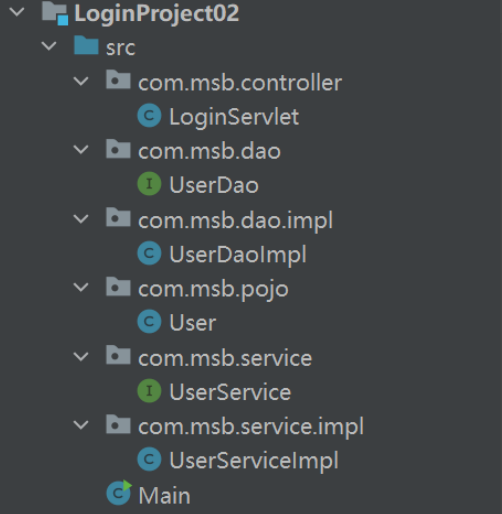 LoginProject02
src
com.msb.controller
C LoginServlet
com.msb.dao
I UserDao
com.msb.dao.impl
C UserDaoImpl
com.msb.pojo
C User
com.msb.service
I UserService
com.msb.service.impl
C UserServiceImpl
C Main